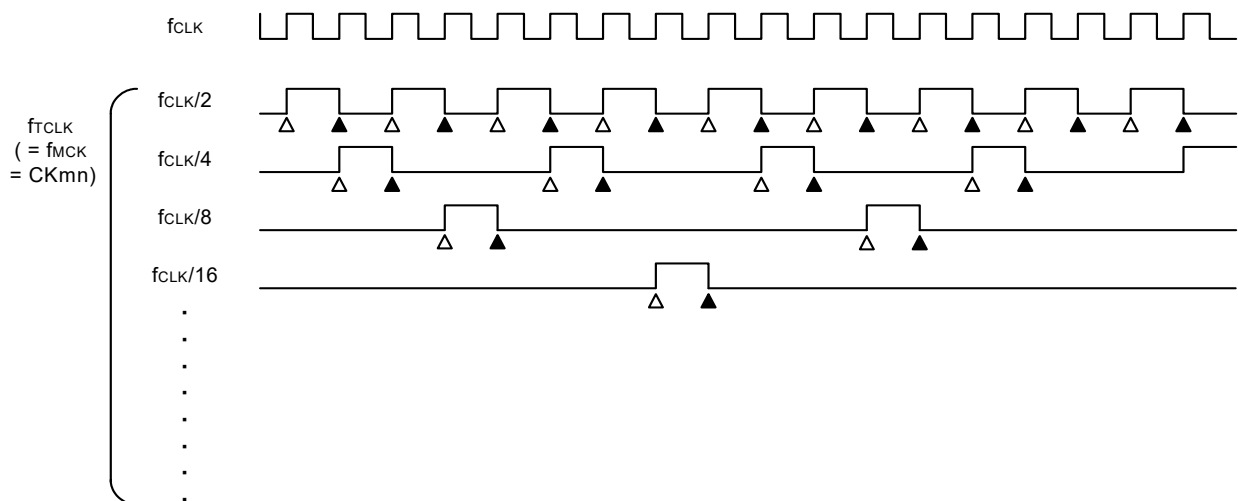 fCLK
fCLK/2
fTCLK
( = fMCK
= CKmn)
fCLK/4
fCLK/8
fCLK/16